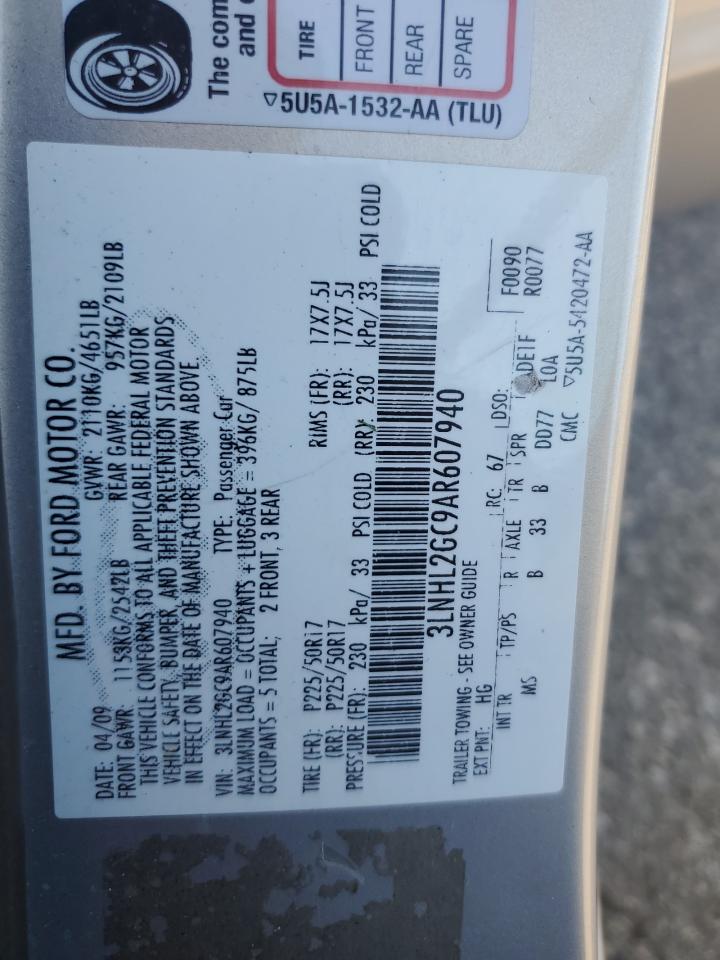 The com
and c
TIRE
FRONT
REAR
SPARE
▽5U5A-1532-AA (TLU)
MFD. BY FORD MOTOR CO.
DATE: 04/09 GVWR: 2110KG/4651LB
FRONT GAWR: 1153KG/2542LB REAR GAWR: 957KG/2109LB
THIS VEHICLE CONFORMS TO ALL APPLICABLE FEDERAL MOTOR
VEHICLE SAFETY, BUMPER, AND THEFT PREVENTION STANDARDS
IN EFFECT ON THE DATE OF MANUFACTURE SHOWN ABOVE.
VIN: 3LNHL2GC9AR607940 TYPE: Passenger Car
MAXIMUM LOAD = OCCUPANTS + LUGGAGE = 396KG/ 875LB
OCCUPANTS = 5 TOTAL; 2 FRONT, 3 REAR
TIRE (FR): P225/50R17 RIMS (FR): 17X7.5J
(RR): P225/50R17 (RR): 17X7.5J
PRESSURE (FR): 230 kPa/ 33 PSI COLD (RR): 230 kPa/ 33 PSI COLD
3LNHL2GC9AR607940
TRAILER TOWING - SEE OWNER GUIDE
EXT PNT: HG RC: 67 DSO: F0090
INT TR TP/PS R AXLE TR SPR DE1F R0077
MS B 33 B DD77 LOA
CMC ▽5U5A-5420472-AA